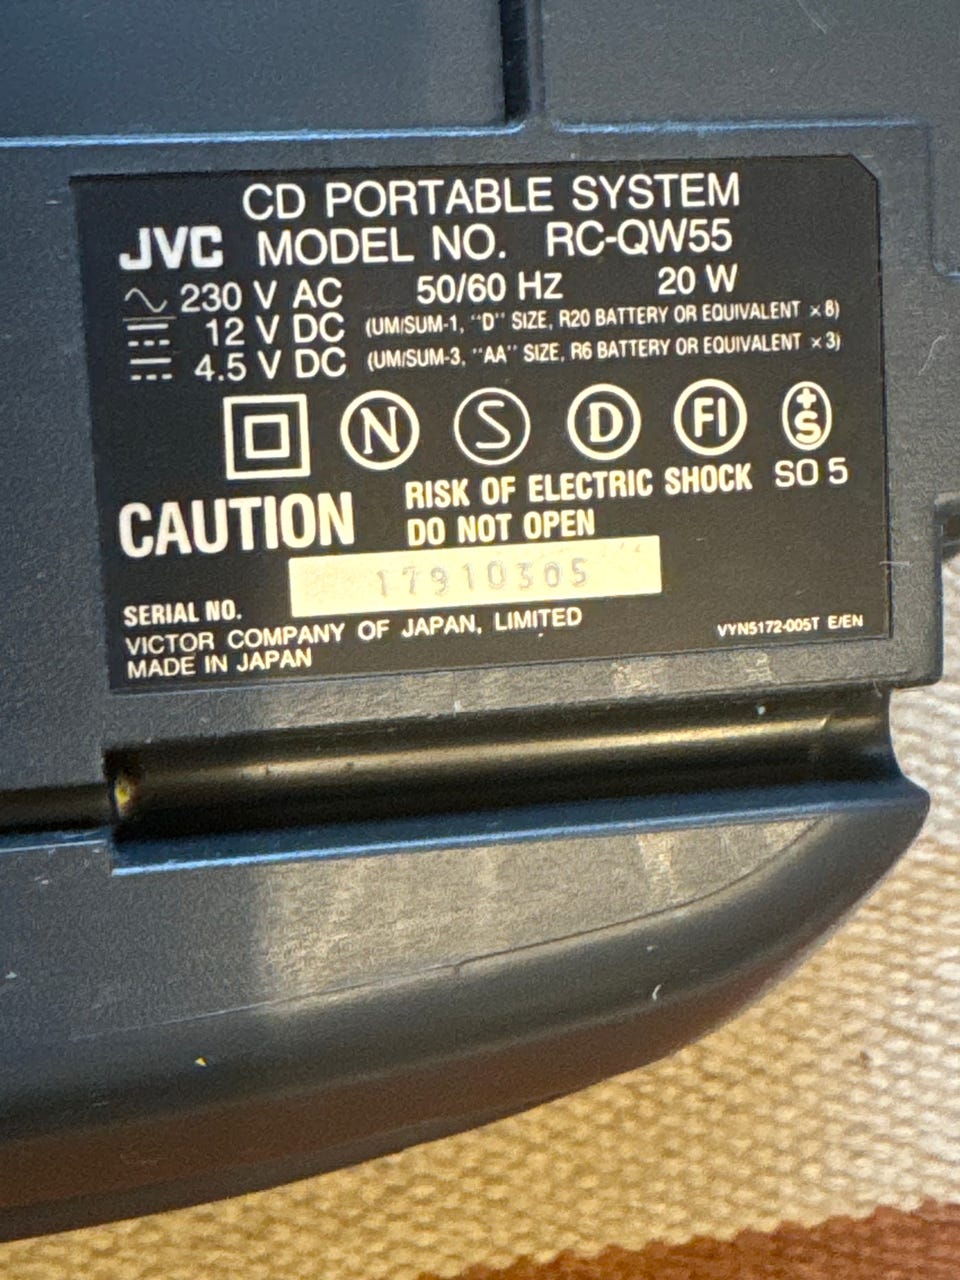 CD PORTABLE SYSTEM
JVC MODEL NO. RC-QW55
230 V AC 50/60 HZ 20 W
12 V DC (UM/SUM-1, "D" SIZE, R20 BATTERY OR EQUIVALENT ×8)
4.5 V DC (UM/SUM-3, "AA" SIZE, R6 BATTERY OR EQUIVALENT ×3)
N S D FI +S
CAUTION RISK OF ELECTRIC SHOCK SO 5
DO NOT OPEN
SERIAL NO. 17910305
VICTOR COMPANY OF JAPAN, LIMITED
MADE IN JAPAN VYN5172-005T E/EN